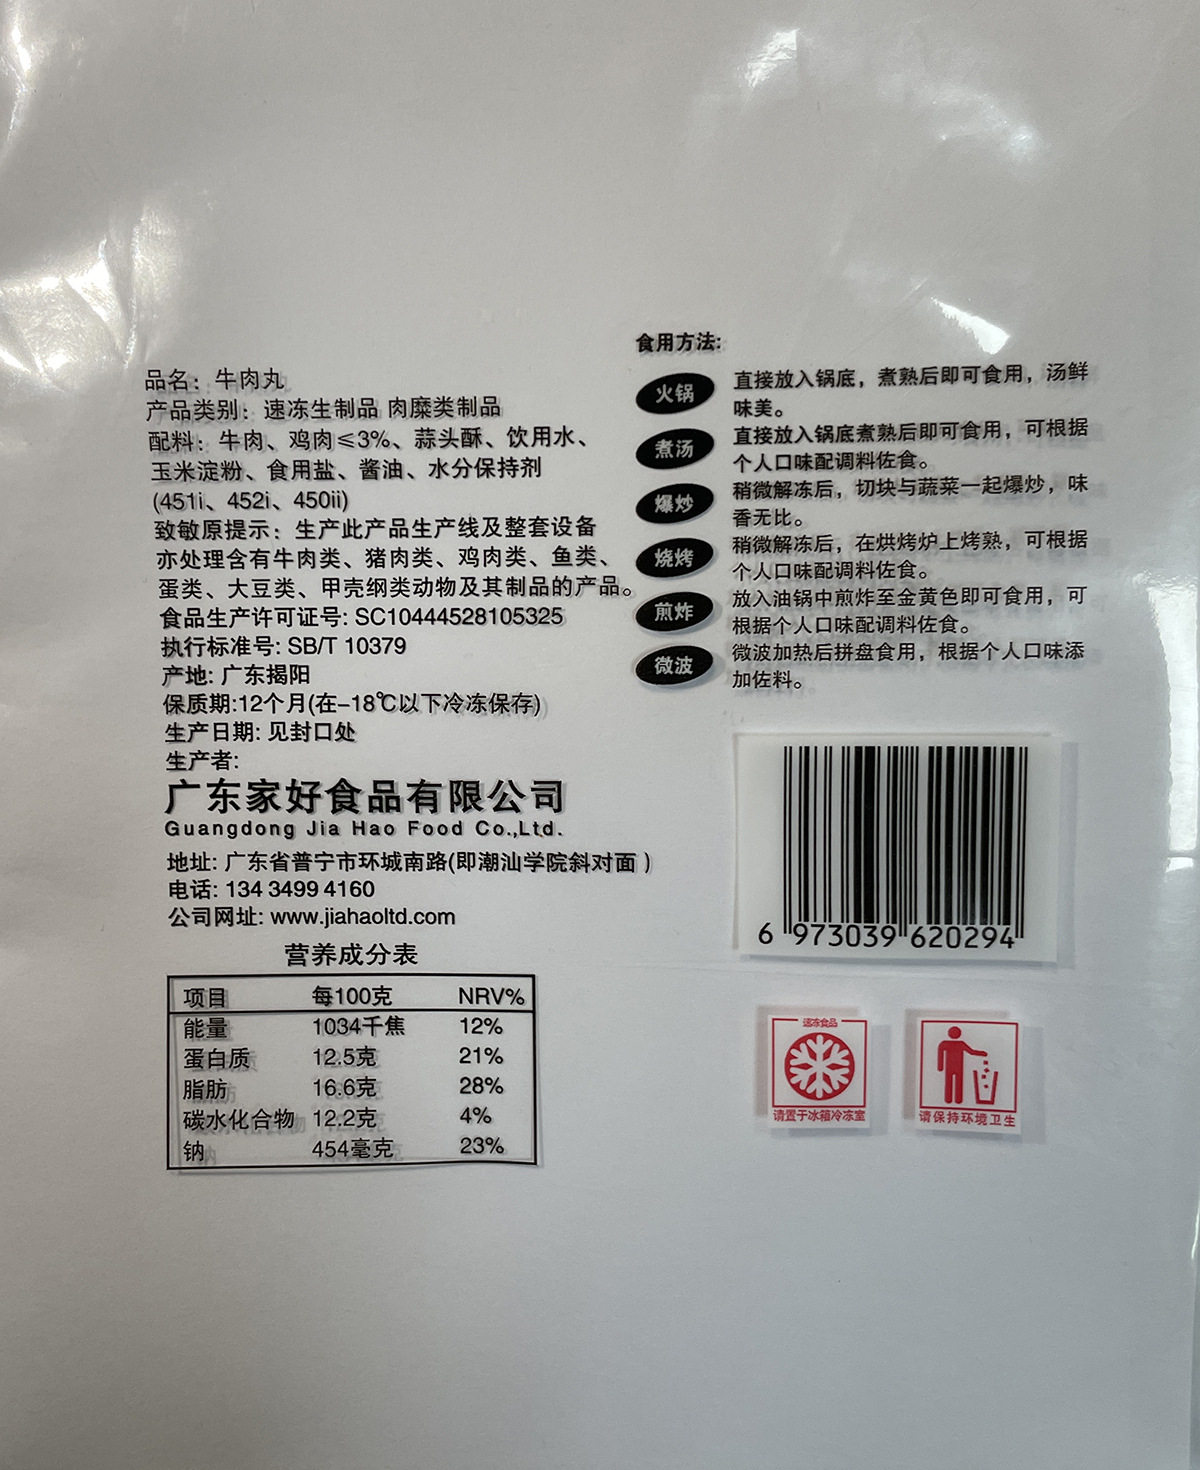 品名：牛肉丸
产品类别：速冻生制品 肉糜类制品
配料：牛肉、鸡肉≤3%、蒜头酥、饮用水、
玉米淀粉、食用盐、酱油、水分保持剂
(451i、452i、450ii)
致敏原提示：生产此产品生产线及整套设备
亦处理含有牛肉类、猪肉类、鸡肉类、鱼类、
蛋类、大豆类、甲壳纲类动物及其制品的产品。
食品生产许可证号: SC10444528105325
执行标准号: SB/T 10379
产地: 广东揭阳
保质期:12个月(在-18℃以下冷冻保存)
生产日期: 见封口处
生产者:
广东家好食品有限公司
Guangdong Jia Hao Food Co.,Ltd.
地址: 广东省普宁市环城南路(即潮汕学院斜对面)
电话: 134 3499 4160
公司网址: www.jiahaoltd.com
营养成分表
项目 每100克 NRV%
能量 1034千焦 12%
蛋白质 12.5克 21%
脂肪 16.6克 28%
碳水化合物 12.2克 4%
钠 454毫克 23%
食用方法:
火锅 直接放入锅底，煮熟后即可食用，汤鲜
味美。
煮汤 直接放入锅底煮熟后即可食用，可根据
个人口味配调料佐食。
爆炒 稍微解冻后，切块与蔬菜一起爆炒，味
香无比。
烧烤 稍微解冻后，在烘烤炉上烤熟，可根据
个人口味配调料佐食。
煎炸 放入油锅中煎炸至金黄色即可食用，可
根据个人口味配调料佐食。
微波 微波加热后拼盘食用，根据个人口味添
加佐料。
6 973039 620294
速冻食品
请置于冰箱冷冻室
请保持环境卫生